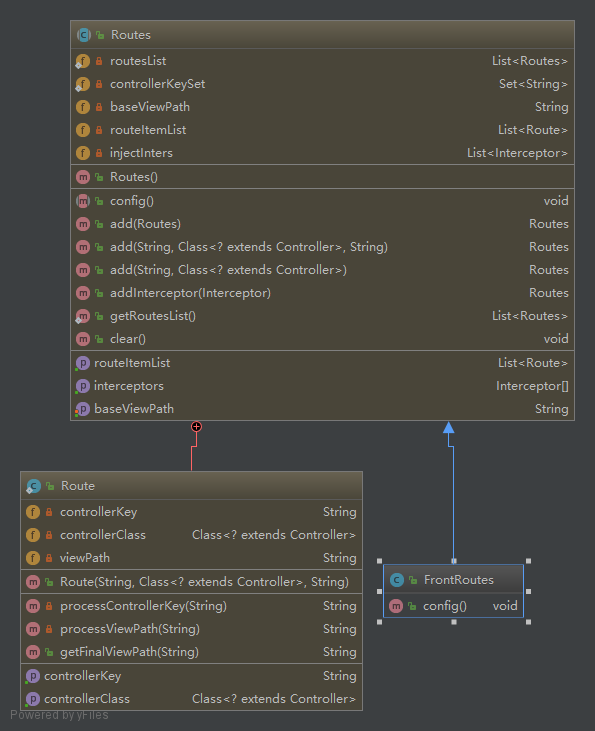 Routes
routesList List<Routes>
controllerKeySet Set<String>
baseViewPath String
routeItemList List<Route>
injectInters List<Interceptor>
Routes()
config() void
add(Routes) Routes
add(String, Class<? extends Controller>, String) Routes
add(String, Class<? extends Controller>) Routes
addInterceptor(Interceptor) Routes
getRoutesList() List<Routes>
clear() void
routeItemList List<Route>
interceptors Interceptor[]
baseViewPath String
Route
controllerKey String
controllerClass Class<? extends Controller>
viewPath String
Route(String, Class<? extends Controller>, String)
processControllerKey(String) String
processViewPath(String) String
getFinalViewPath(String) String
controllerKey String
controllerClass Class<? extends Controller>
FrontRoutes
config() void
Powered by yFiles